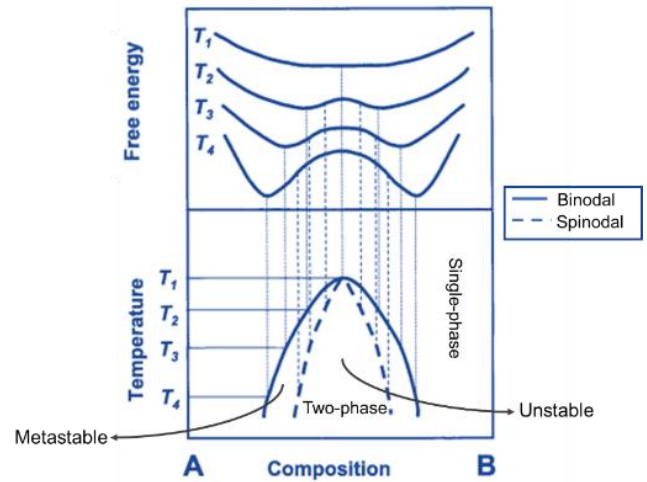 Free energy
T1
T2
T3
T4
Binodal
Spinodal
Temperature
T1
T2
T3
T4
Single-phase
Two-phase
Unstable
Metastable
A
Composition
B